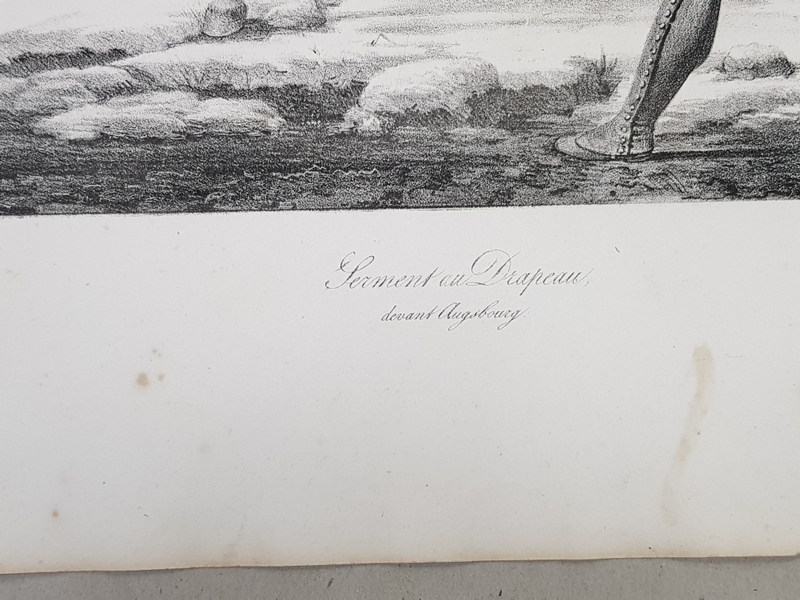 Serment au Drapeau,
devant Augsbourg.